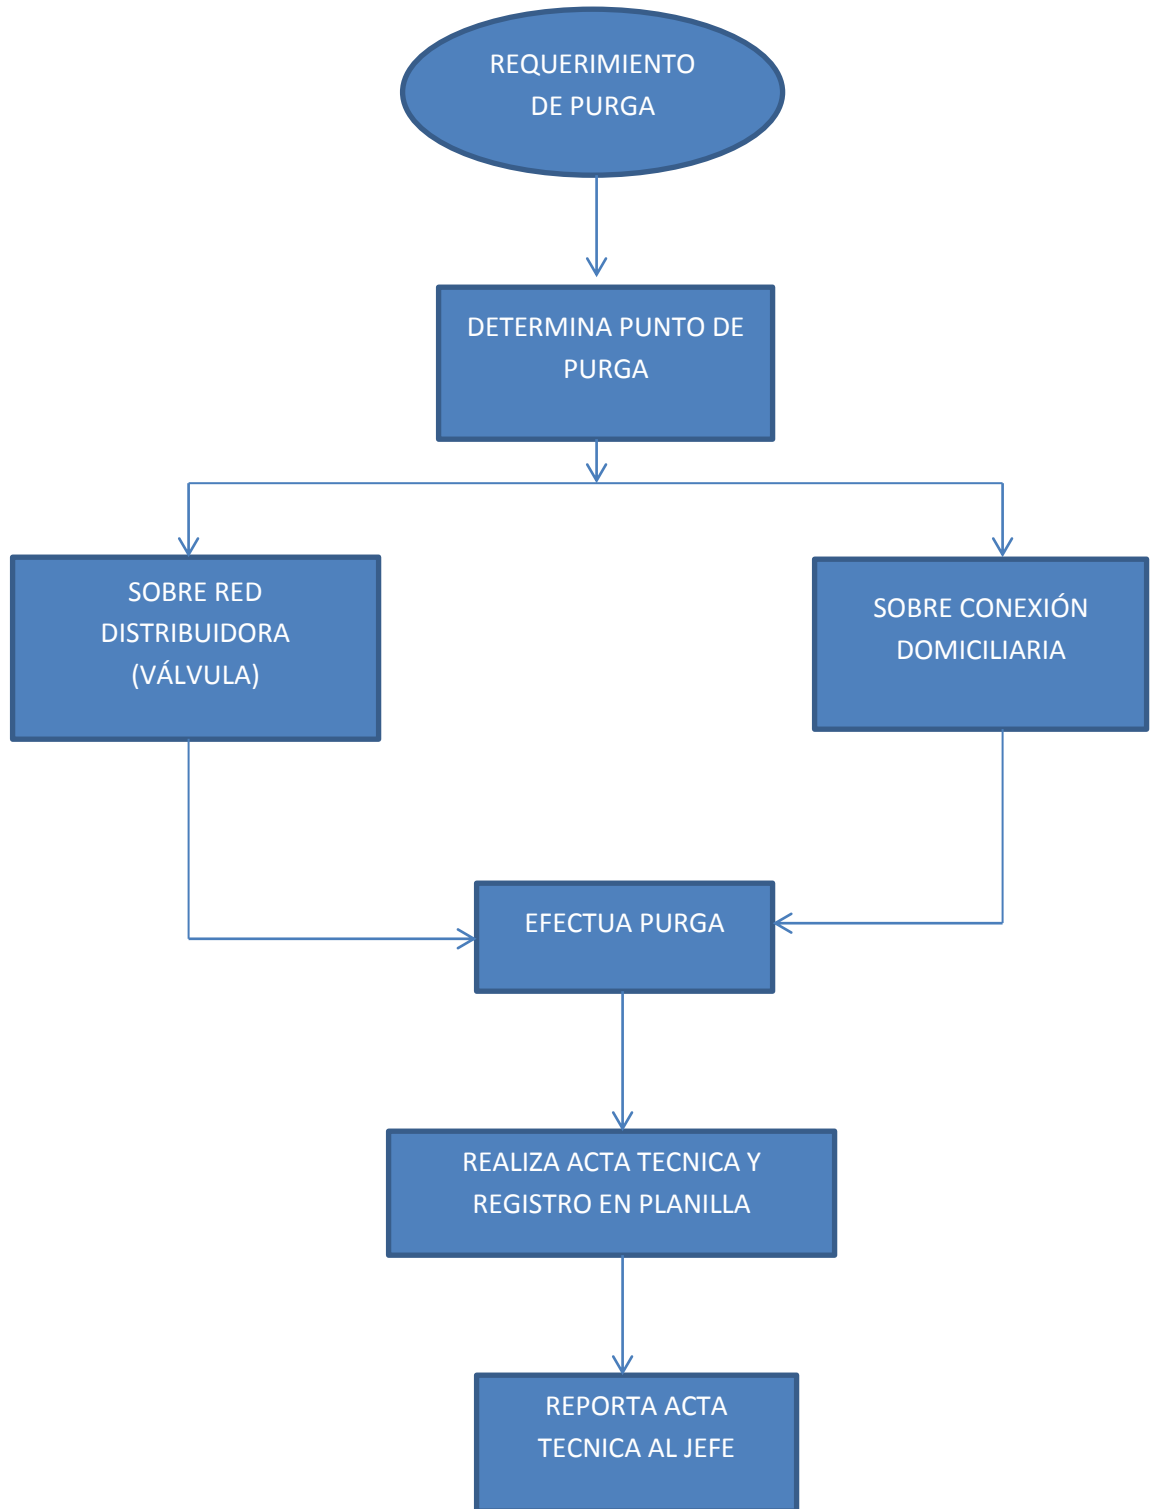 REQUERIMIENTO
DE PURGA
DETERMINA PUNTO DE
PURGA
SOBRE RED
DISTRIBUIDORA
(VÁLVULA)
SOBRE CONEXIÓN
DOMICILIARIA
EFECTUA PURGA
REALIZA ACTA TECNICA Y
REGISTRO EN PLANILLA
REPORTA ACTA
TECNICA AL JEFE